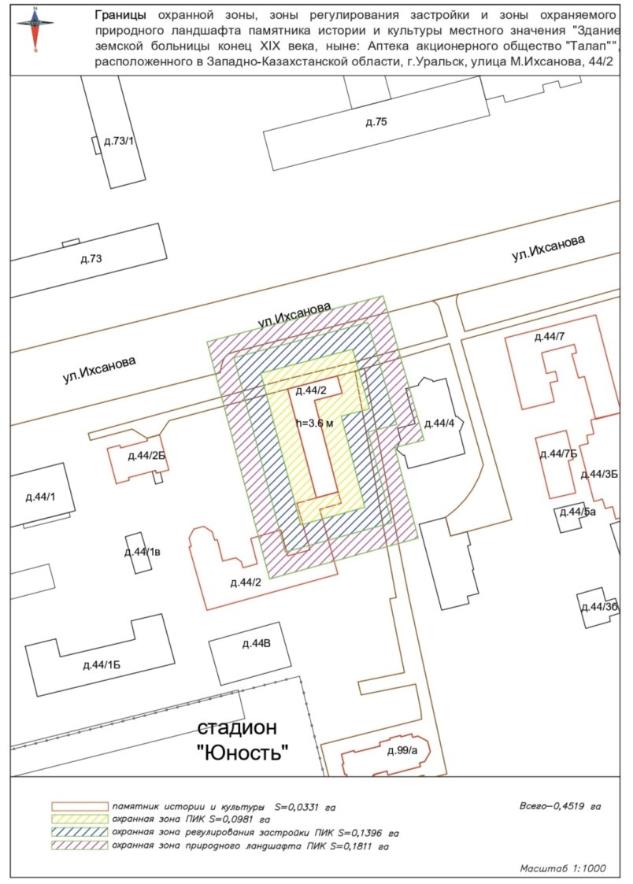 Границы охранной зоны, зоны регулирования застройки и зоны охраняемого
природного ландшафта памятника истории и культуры местного значения "Здание
земской больницы конец XIX века, ныне: Аптека акционерного общество "Талап"",
расположенного в Западно-Казахстанской области, г.Уральск, улица М.Ихсанова, 44/2
д.75
д.73/1
ул.Ихсанова
д.73
ул.Ихсанова
д.44/7
ул.Ихсанова
д.44/2
h=3.6 м
д.44/4
д.44/2Б
д.44/7Б
д.44/3Б
д.44/1
д.44/5а
д.44/1в
д.44/2
д.44/3б
д.44В
д.44/1Б
стадион
"Юность"
д.99/а
памятник истории и культуры S=0,0331 га
Всего-0,4519 га
охранная зона ПИК S=0,0981 га
охранная зона регулирования застройки ПИК S=0,1396 га
охранная зона природного ландшафта ПИК S=0,1811 га
Масштаб 1:1000